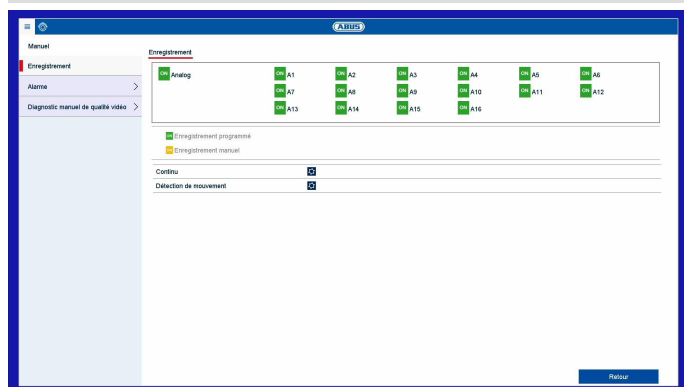 ABUS
Manuel
Enregistrement
Alarme
Diagnostic manuel de qualité vidéo
Enregistrement
ON Analog ON A1 ON A2 ON A3 ON A4 ON A5 ON A6
ON A7 ON A8 ON A9 ON A10 ON A11 ON A12
ON A13 ON A14 ON A15 ON A16
ON Enregistrement programmé
ON Enregistrement manuel
Continu
Détection de mouvement
Retour